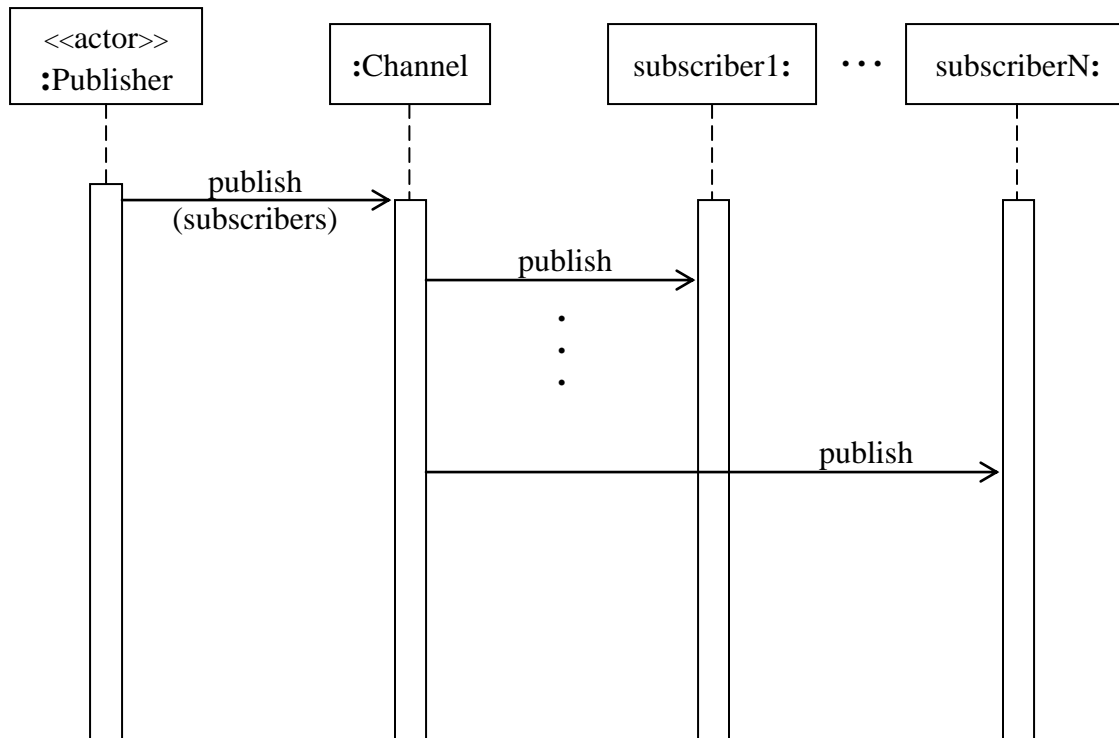 <<actor>>
:Publisher
:Channel
subscriber1:
...
subscriberN:
publish
(subscribers)
publish
publish